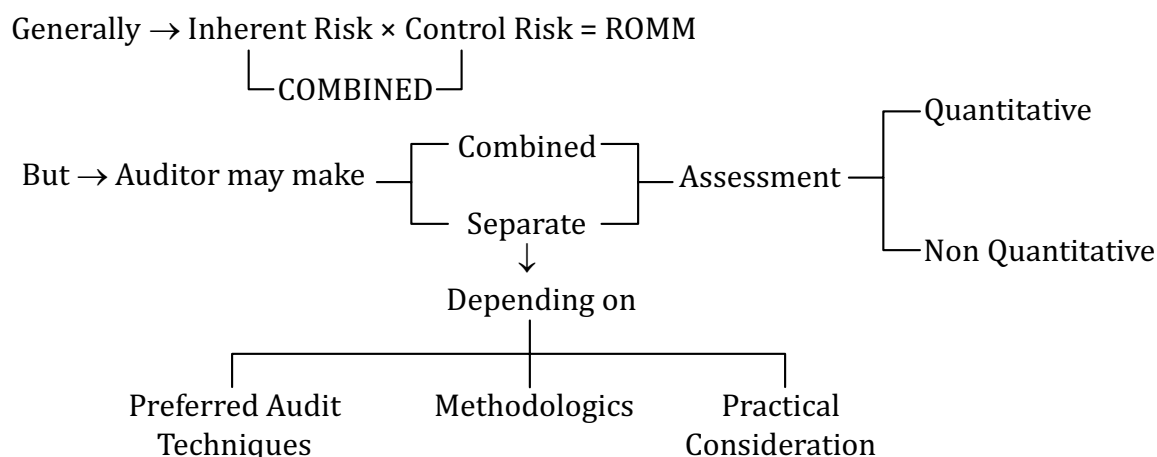 Generally → Inherent Risk × Control Risk = ROMM
COMBINED
Quantitative
Combined
But → Auditor may make
Assessment
Separate
Non Quantitative
↓
Depending on
Preferred Audit
Techniques
Methodologics
Practical
Consideration